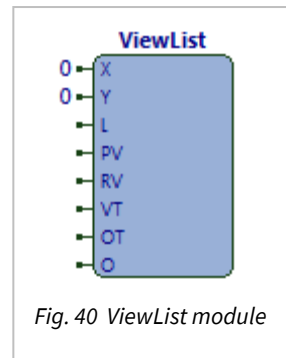 ViewList
0 X
0 Y
L
PV
RV
VT
OT
O
Fig. 40 ViewList module